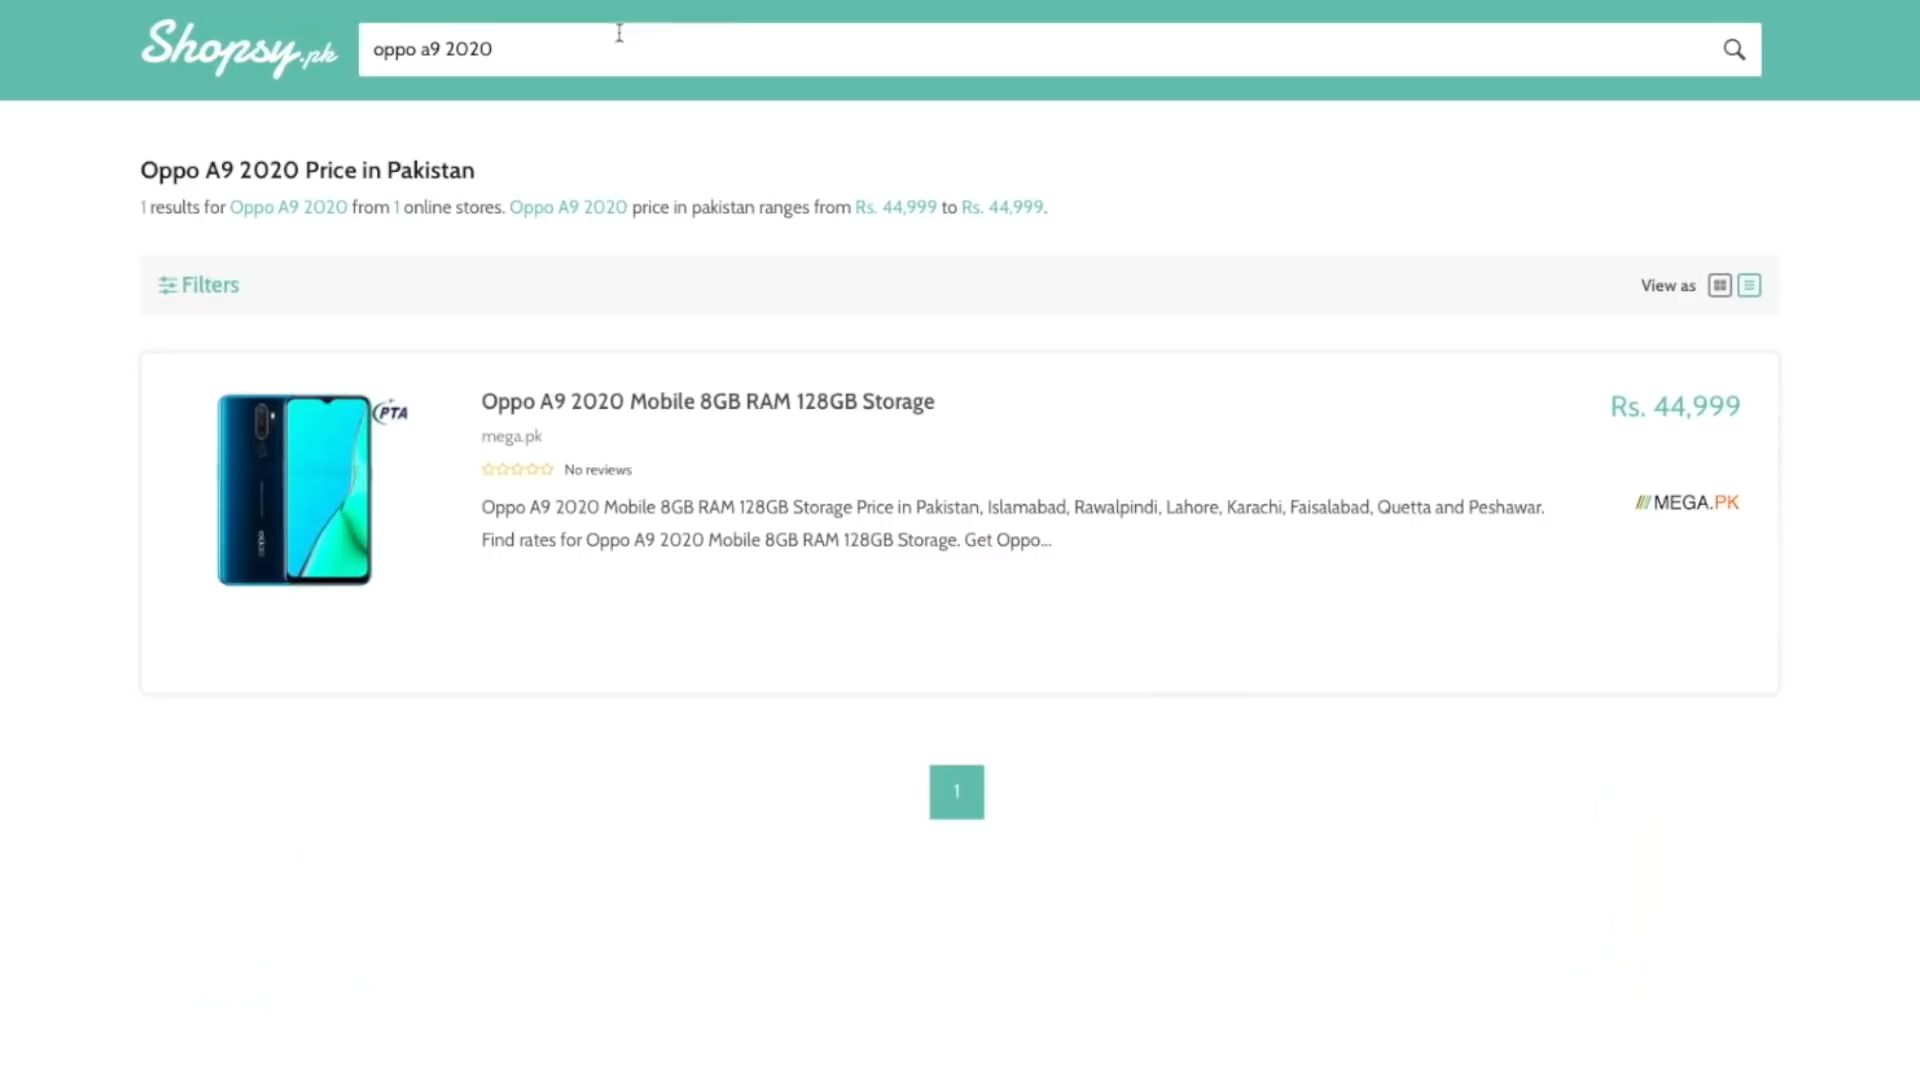 Shopsy.pk
oppo a9 2020
Oppo A9 2020 Price in Pakistan
1 results for Oppo A9 2020 from 1 online stores. Oppo A9 2020 price in pakistan ranges from Rs. 44,999 to Rs. 44,999.
Filters
View as
PTA
Oppo A9 2020 Mobile 8GB RAM 128GB Storage
Rs. 44,999
mega.pk
No reviews
Oppo A9 2020 Mobile 8GB RAM 128GB Storage Price in Pakistan, Islamabad, Rawalpindi, Lahore, Karachi, Faisalabad, Quetta and Peshawar.
MEGA.PK
Find rates for Oppo A9 2020 Mobile 8GB RAM 128GB Storage. Get Oppo...
oppo
1